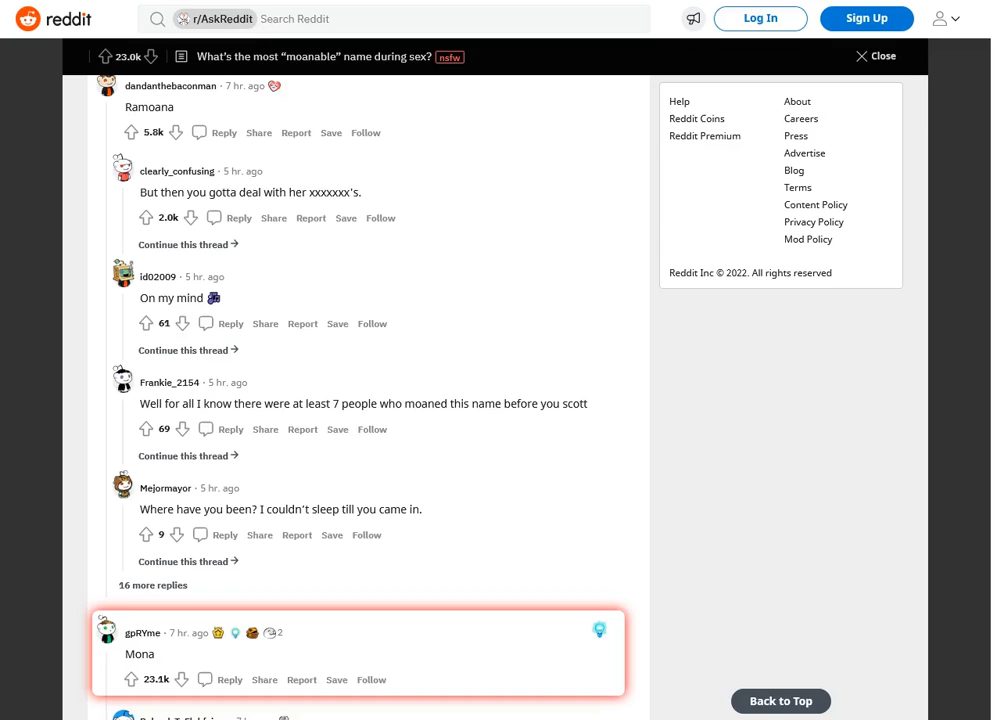 reddit
r/AskReddit Search Reddit
Log In
Sign Up
23.0k What's the most “moanable” name during sex? nsfw
Close
dandanthebaconman · 7 hr. ago
Ramoana
5.8k Reply Share Report Save Follow
clearly_confusing · 5 hr. ago
But then you gotta deal with her xxxxxxx's.
2.0k Reply Share Report Save Follow
Continue this thread
id02009 · 5 hr. ago
On my mind
61 Reply Share Report Save Follow
Continue this thread
Frankie_2154 · 5 hr. ago
Well for all I know there were at least 7 people who moaned this name before you scott
69 Reply Share Report Save Follow
Continue this thread
Mejormayor · 5 hr. ago
Where have you been? I couldn't sleep till you came in.
9 Reply Share Report Save Follow
Continue this thread
16 more replies
gpRYme · 7 hr. ago 2
Mona
23.1k Reply Share Report Save Follow
Help
Reddit Coins
Reddit Premium
About
Careers
Press
Advertise
Blog
Terms
Content Policy
Privacy Policy
Mod Policy
Reddit Inc © 2022. All rights reserved
Back to Top